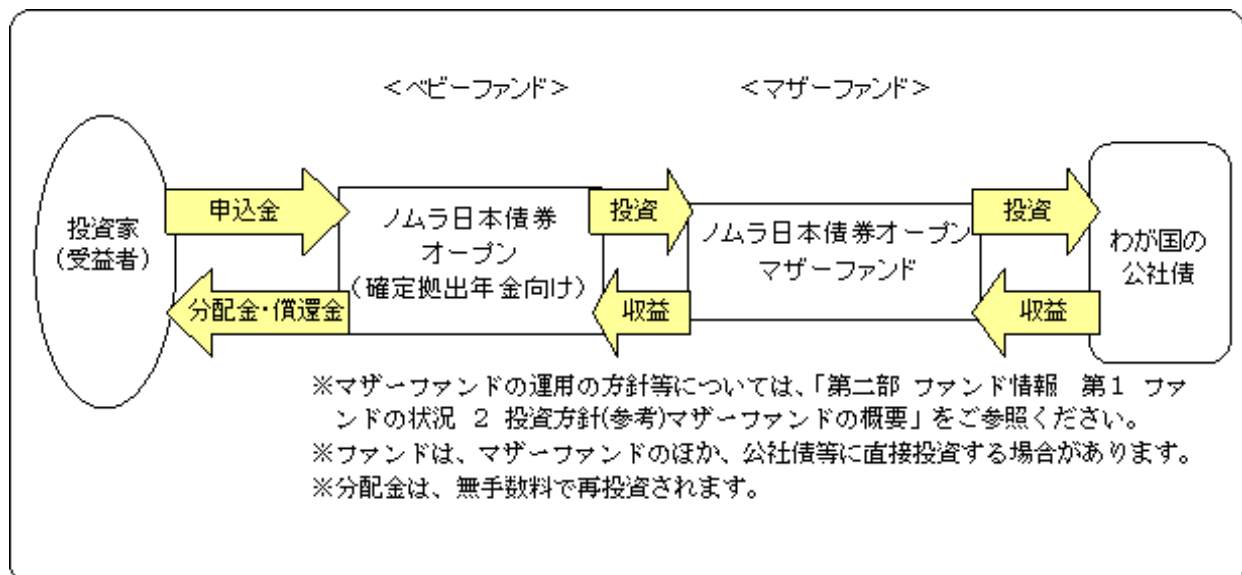 <ベビーファンド>
<マザーファンド>
投資家
(受益者)
申込金
分配金・償還金
ノムラ日本債券
オープン
(確定拠出年金向け)
投資
収益
ノムラ日本債券オープン
マザーファンド
投資
収益
わが国の
公社債
※マザーファンドの運用の方針等については、「第二部 ファンド情報 第1 ファ
ンドの状況 2 投資方針(参考)マザーファンドの概要」をご参照ください。
※ファンドは、マザーファンドのほか、公社債等に直接投資する場合があります。
※分配金は、無手数料で再投資されます。